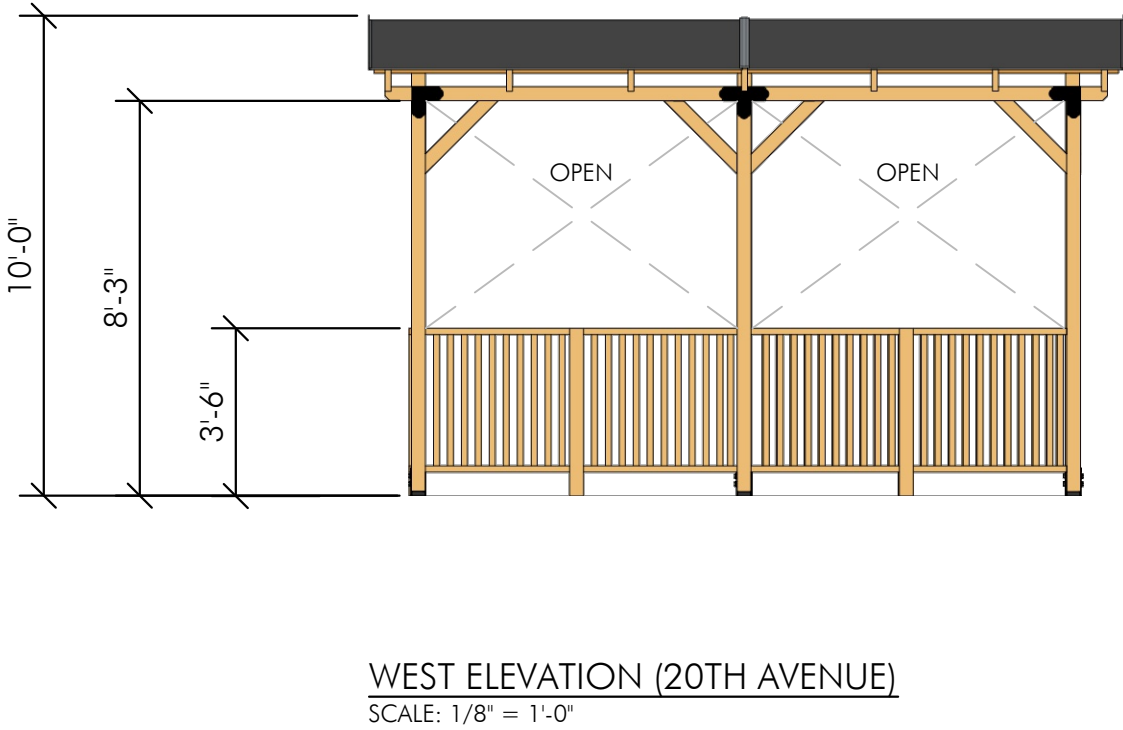 OPEN
OPEN
10'-0"
8'-3"
3'-6"
WEST ELEVATION (20TH AVENUE)
SCALE: 1/8" = 1'-0"